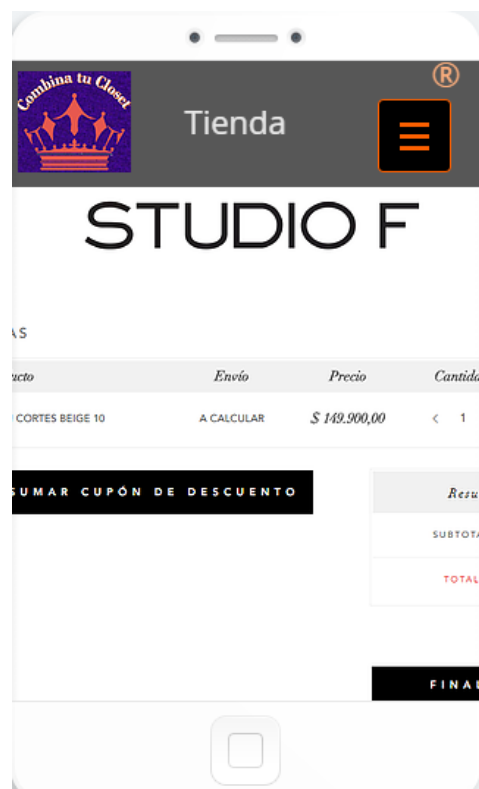 ®
Combina tu Closet
Tienda
STUDIO F
AS
ucto Envío Precio Cantida
CORTES BEIGE 10 A CALCULAR $ 149.900,00 < 1
SUMAR CUPÓN DE DESCUENTO
Resu
SUBTOTA
TOTAL
FINAL